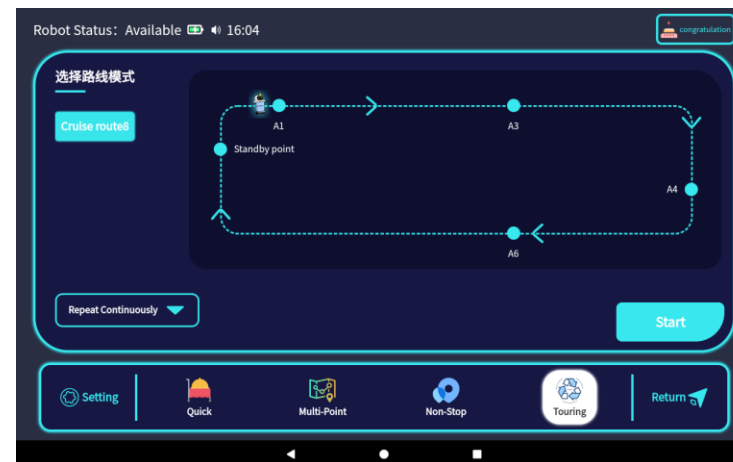 Robot Status: Available 16:04
congratulation
选择路线模式
Cruise route8
A1
A3
Standby point
A4
A6
Repeat Continuously
Start
Setting
Quick
Multi-Point
Non-Stop
Touring
Return